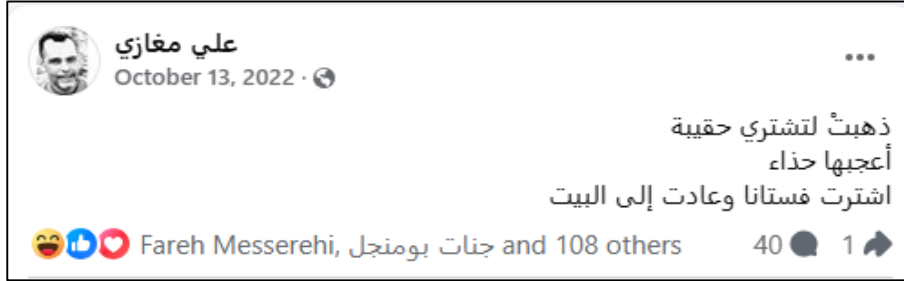 علي مغازي
October 13, 2022 ·
ذهبتْ لتشتري حقيبة
أعجبها حذاء
اشترت فستانا وعادت إلى البيت
Fareh Messerehi, جنات بومنجل and 108 others 40 1